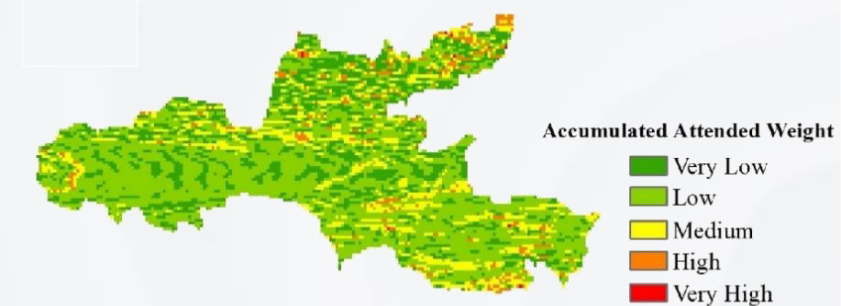 Accumulated Attended Weight
Very Low
Low
Medium
High
Very High